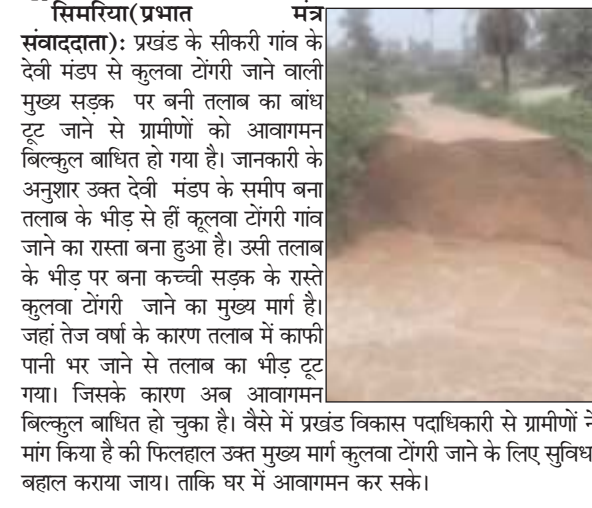 सिमरिया(प्रभात मंत्र
संवाददाता): प्रखंड के सीकरी गांव के
देवी मंडप से कुलवा टोंगरी जाने वाली
मुख्य सड़क पर बनी तलाब का बांध
टूट जाने से ग्रामीणों को आवागमन
बिल्कुल बाधित हो गया है। जानकारी के
अनुशार उक्त देवी मंडप के समीप बना
तलाब के भीड़ से हीं कूलवा टोंगरी गांव
जाने का रास्ता बना हुआ है। उसी तलाब
के भीड़ पर बना कच्ची सड़क के रास्ते
कुलवा टोंगरी जाने का मुख्य मार्ग है।
जहां तेज वर्षा के कारण तलाब में काफी
पानी भर जाने से तलाब का भीड़ टूट
गया। जिसके कारण अब आवागमन
बिल्कुल बाधित हो चुका है। वैसे में प्रखंड विकास पदाधिकारी से ग्रामीणों ने
मांग किया है की फिलहाल उक्त मुख्य मार्ग कुलवा टोंगरी जाने के लिए सुविध
बहाल कराया जाय। ताकि घर में आवागमन कर सके।